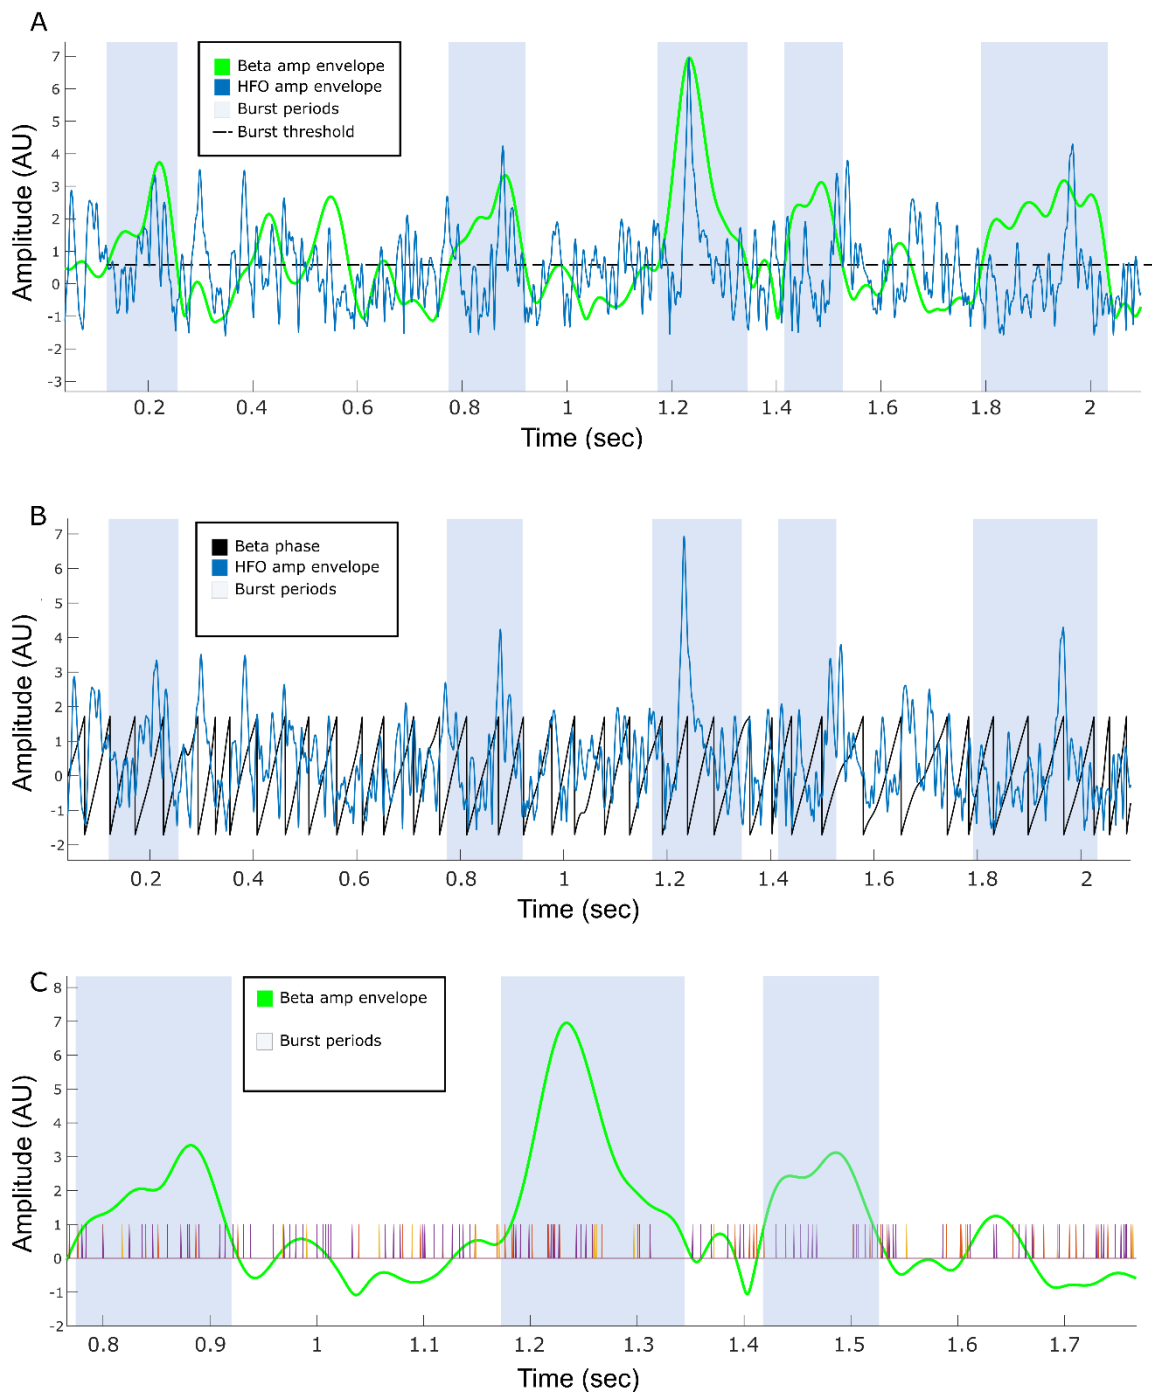 A
7
6
5
4
3
2
1
0
-1
-2
-3
Amplitude (AU)
Beta amp envelope
HFO amp envelope
Burst periods
Burst threshold
0.2 0.4 0.6 0.8 1 1.2 1.4 1.6 1.8 2
Time (sec)
B
7
6
5
4
3
2
1
0
-1
-2
Amplitude (AU)
Beta phase
HFO amp envelope
Burst periods
0.2 0.4 0.6 0.8 1 1.2 1.4 1.6 1.8 2
Time (sec)
C
8
7
6
5
4
3
2
1
0
-1
-2
Amplitude (AU)
Beta amp envelope
Burst periods
0.8 0.9 1 1.1 1.2 1.3 1.4 1.5 1.6 1.7
Time (sec)